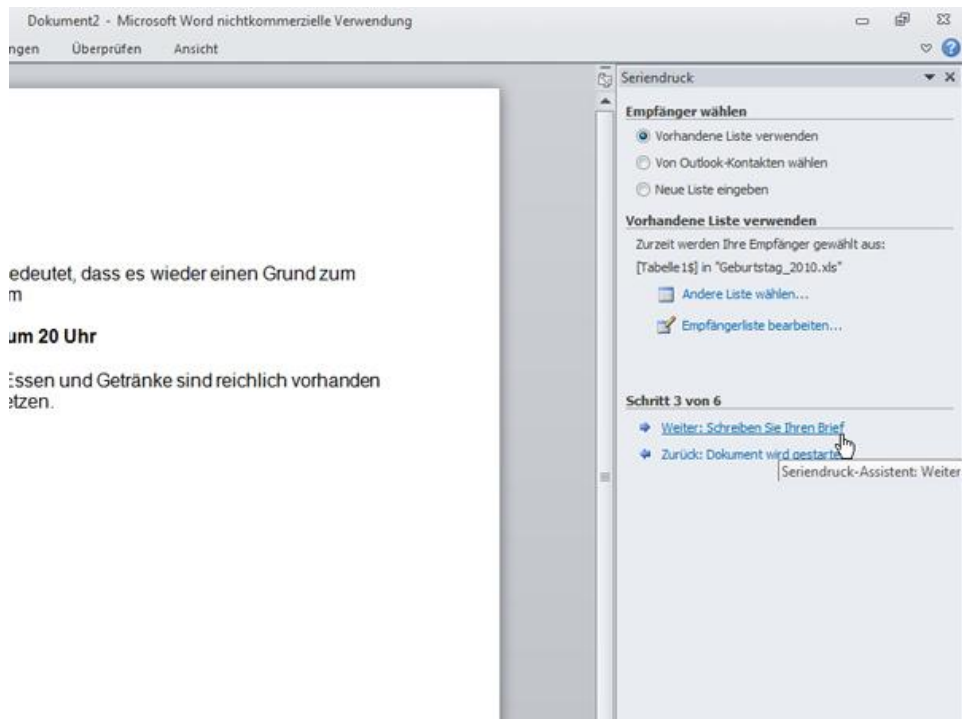 Dokument2 - Microsoft Word nichtkommerzielle Verwendung
ngen Überprüfen Ansicht
edeutet, dass es wieder einen Grund zum
m
um 20 Uhr
Essen und Getränke sind reichlich vorhanden
etzen.
Seriendruck
Empfänger wählen
Vorhandene Liste verwenden
Von Outlook-Kontakten wählen
Neue Liste eingeben
Vorhandene Liste verwenden
Zurzeit werden Ihre Empfänger gewählt aus:
[Tabelle1$] in "Geburtstag_2010.xls"
Andere Liste wählen...
Empfängerliste bearbeiten...
Schritt 3 von 6
Weiter: Schreiben Sie Ihren Brief
Zurück: Dokument wird gestartet
Seriendruck-Assistent: Weiter